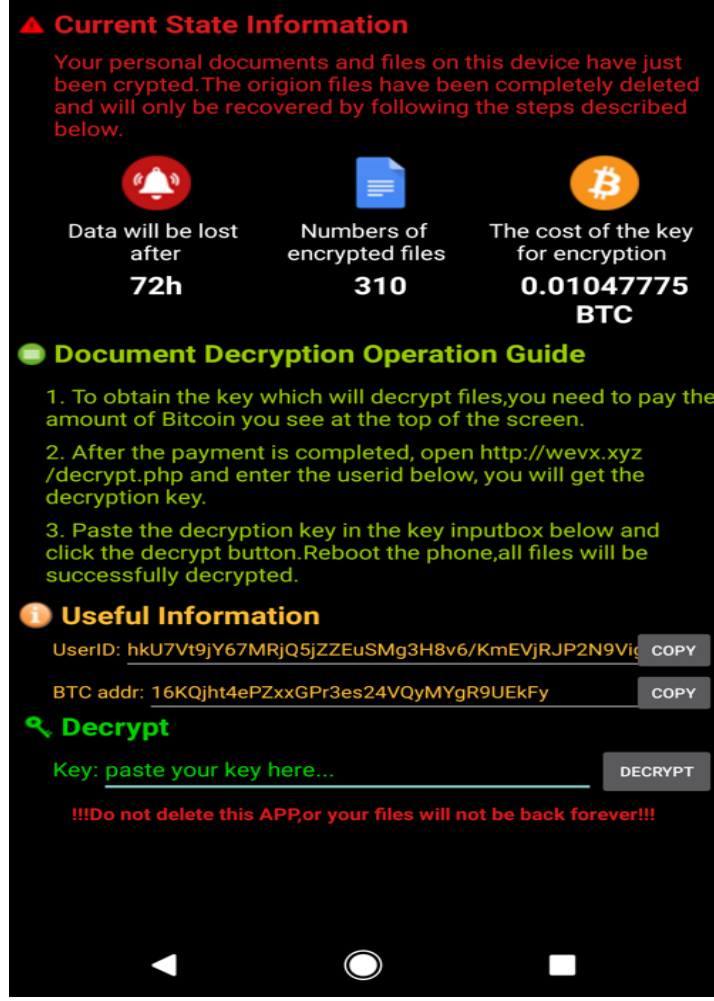 Current State Information
Your personal documents and files on this device have just
been crypted.The origion files have been completely deleted
and will only be recovered by following the steps described
below.
Data will be lost
after
72h
Numbers of
encrypted files
310
The cost of the key
for encryption
0.01047775
BTC
Document Decryption Operation Guide
1. To obtain the key which will decrypt files,you need to pay the
amount of Bitcoin you see at the top of the screen.
2. After the payment is completed, open http://wevx.xyz
/decrypt.php and enter the userid below, you will get the
decryption key.
3. Paste the decryption key in the key inputbox below and
click the decrypt button.Reboot the phone,all files will be
successfully decrypted.
Useful Information
UserID: hkU7Vt9jY67MRjQ5jZZEuSMg3H8v6/KmEVjRJP2N9Vig COPY
BTC addr: 16KQjht4ePZxxGPr3es24VQyMYgR9UEkFy COPY
Decrypt
Key: paste your key here... DECRYPT
!!!Do not delete this APP,or your files will not be back forever!!!